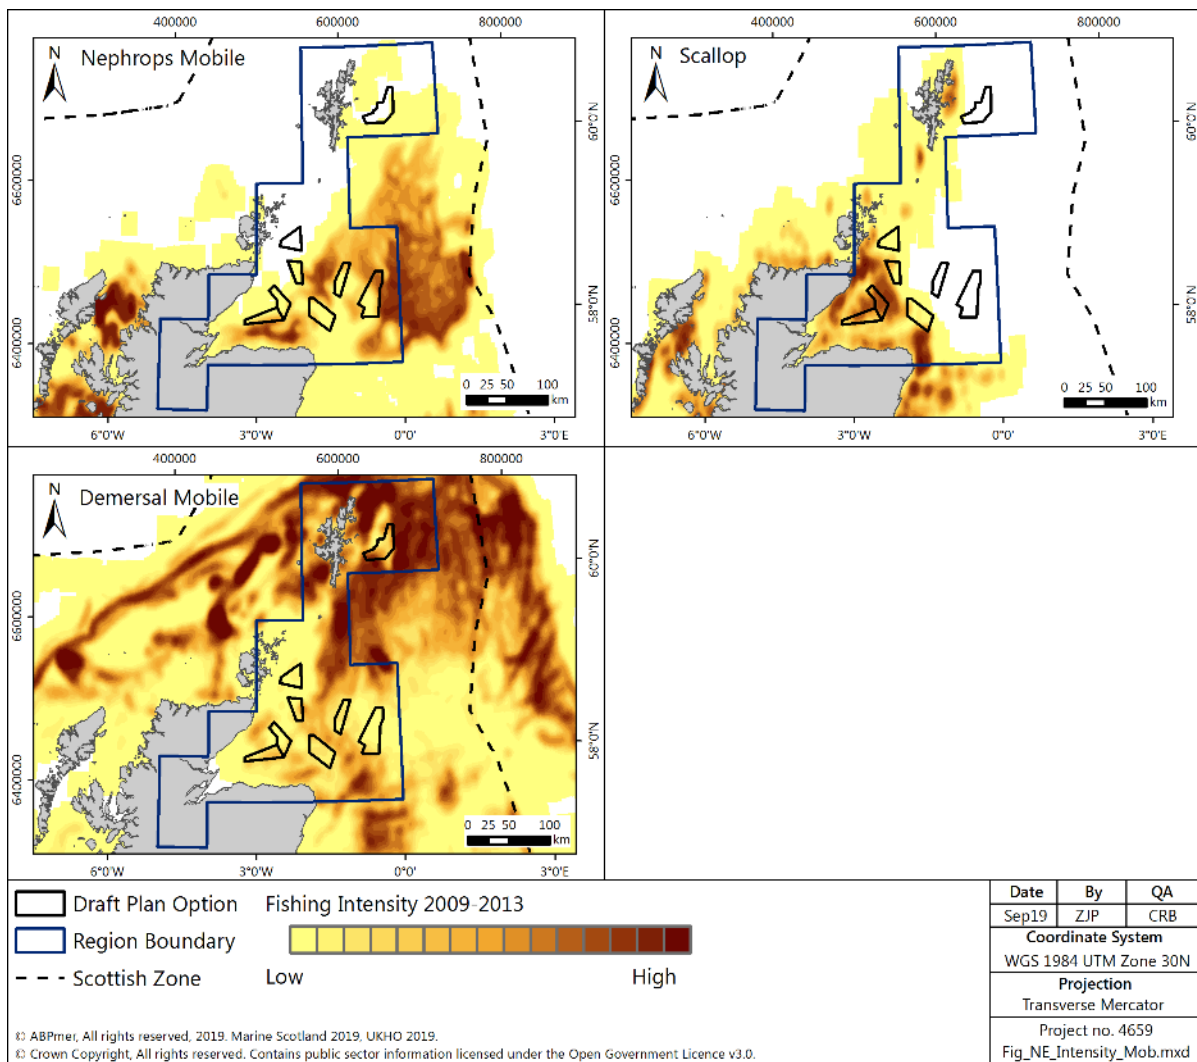 400000 600000 800000
400000 600000 800000
N
Nephrops Mobile
N
Scallop
60°0'N
60°0'N
6600000
6600000
58°0'N
58°0'N
6400000
6400000
0 25 50 100
km
0 25 50 100
km
6°0'W 3°0'W 0°0' 3°0'E
6°0'W 3°0'W 0°0' 3°0'E
400000 600000 800000
N
Demersal Mobile
60°0'N
6600000
58°0'N
6400000
0 25 50 100
km
6°0'W 3°0'W 0°0' 3°0'E
Draft Plan Option
Region Boundary
Scottish Zone
Fishing Intensity 2009-2013
Low High
Date By QA
Sep19 ZJP CRB
Coordinate System
WGS 1984 UTM Zone 30N
Projection
Transverse Mercator
Project no. 4659
Fig_NE_Intensity_Mob.mxd
© ABPmer, All rights reserved, 2019. Marine Scotland 2019, UKHO 2019.
© Crown Copyright, All rights reserved. Contains public sector information licensed under the Open Government Licence v3.0.